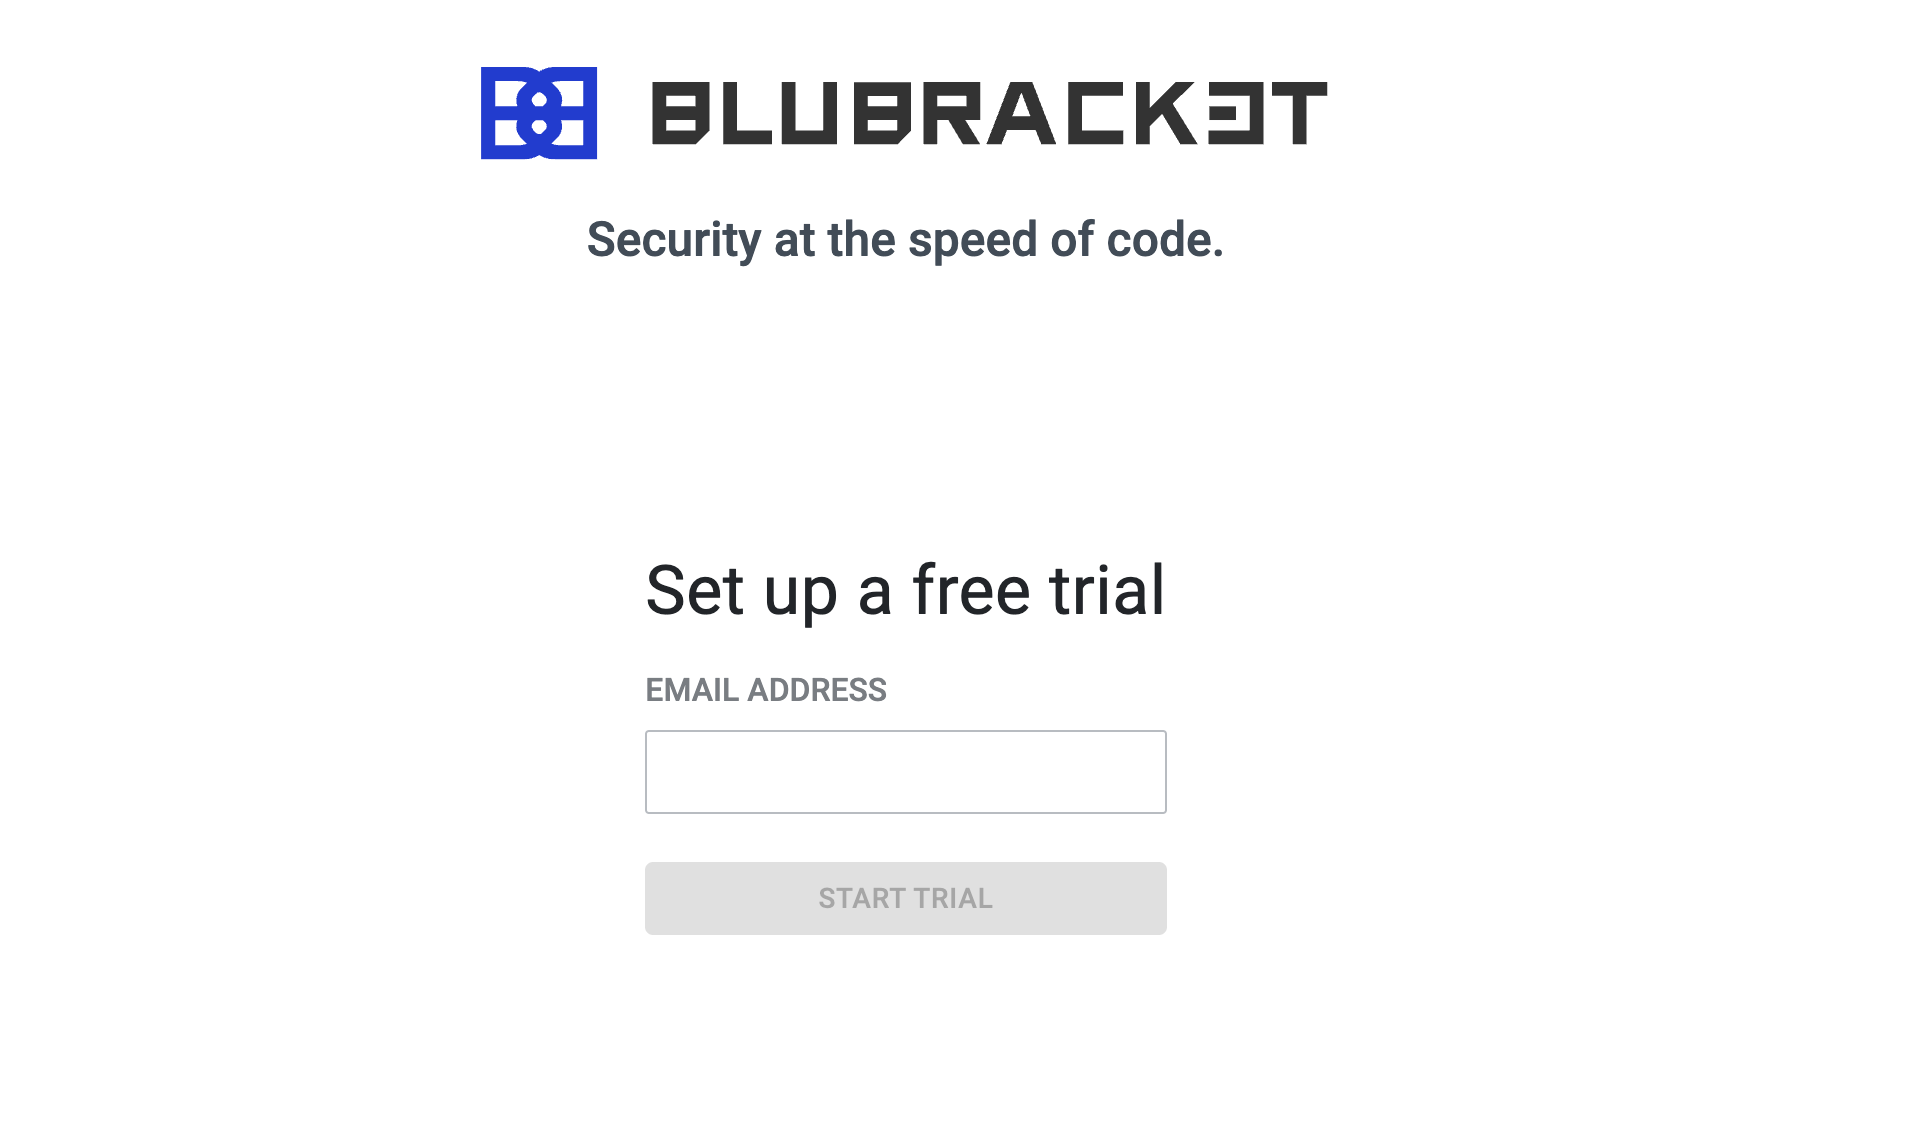 BLUBRACKET
Security at the speed of code.
Set up a free trial
EMAIL ADDRESS
START TRIAL